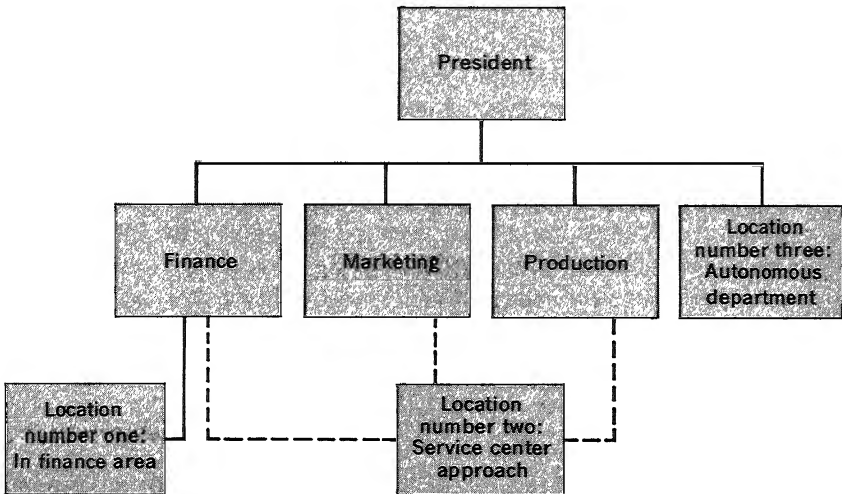 President
Finance
Marketing
Production
Location
number three:
Autonomous
department
Location
number one:
In finance area
Location
number two:
Service center
approach